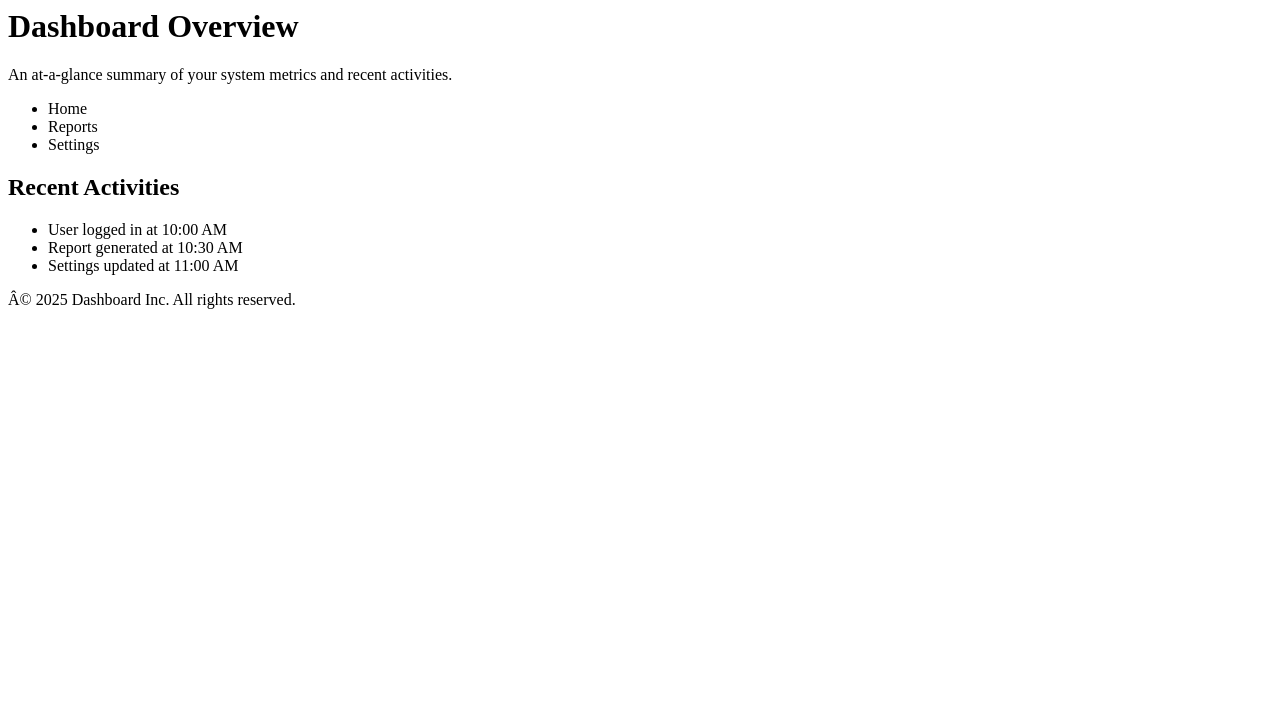 Dashboard Overview
An at-a-glance summary of your system metrics and recent activities.
Home
Reports
Settings
Recent Activities
User logged in at 10:00 AM
Report generated at 10:30 AM
Settings updated at 11:00 AM
Â© 2025 Dashboard Inc. All rights reserved.